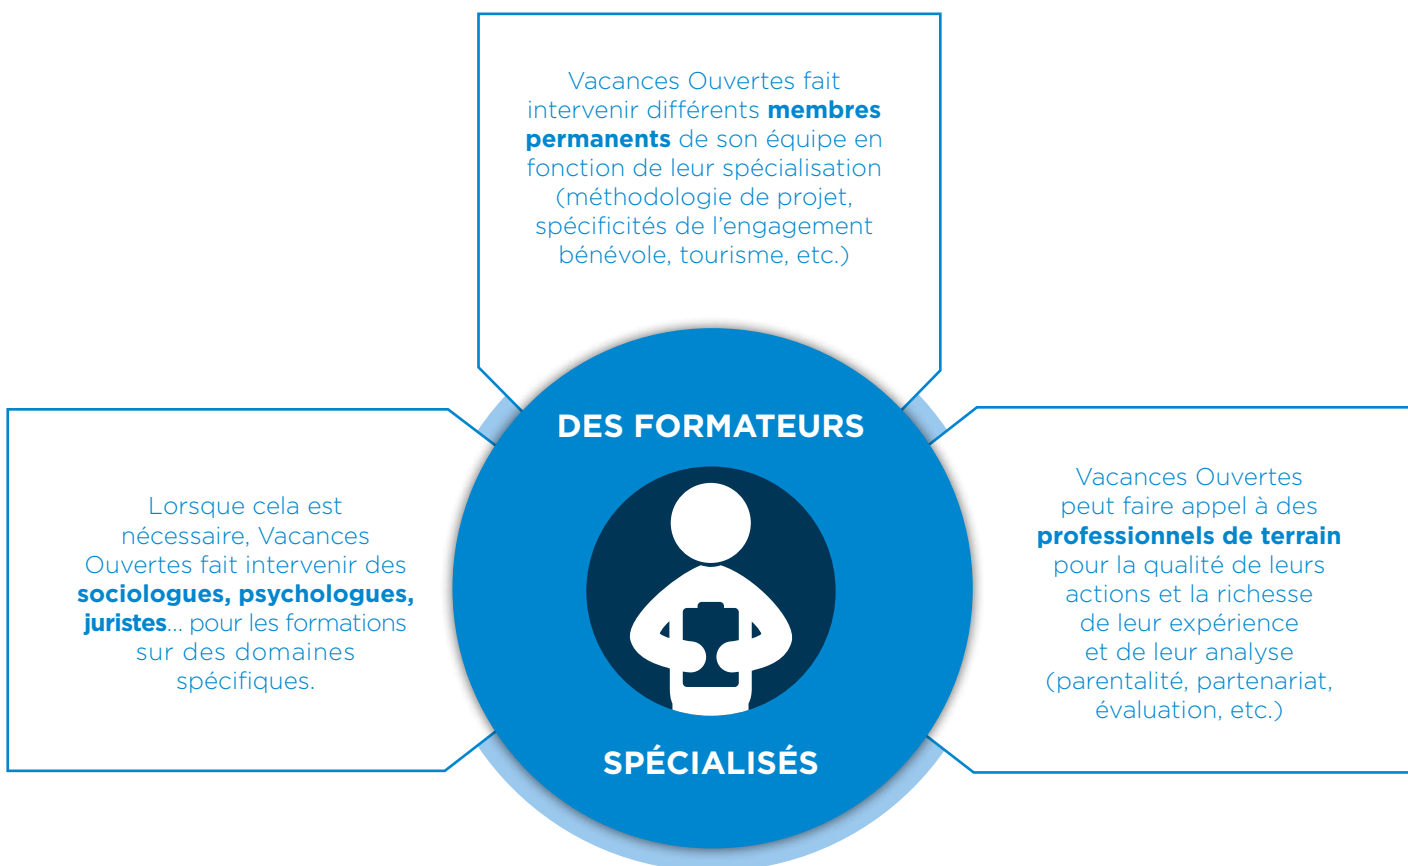 Vacances Ouvertes fait
intervenir différents membres
permanents de son équipe en
fonction de leur spécialisation
(méthodologie de projet,
spécificités de l'engagement
bénévole, tourisme, etc.)
DES FORMATEURS
SPÉCIALISÉS
Lorsque cela est
nécessaire, Vacances
Ouvertes fait intervenir des
sociologues, psychologues,
juristes... pour les formations
sur des domaines
spécifiques.
Vacances Ouvertes
peut faire appel à des
professionnels de terrain
pour la qualité de leurs
actions et la richesse
de leur expérience
et de leur analyse
(parentalité, partenariat,
évaluation, etc.)